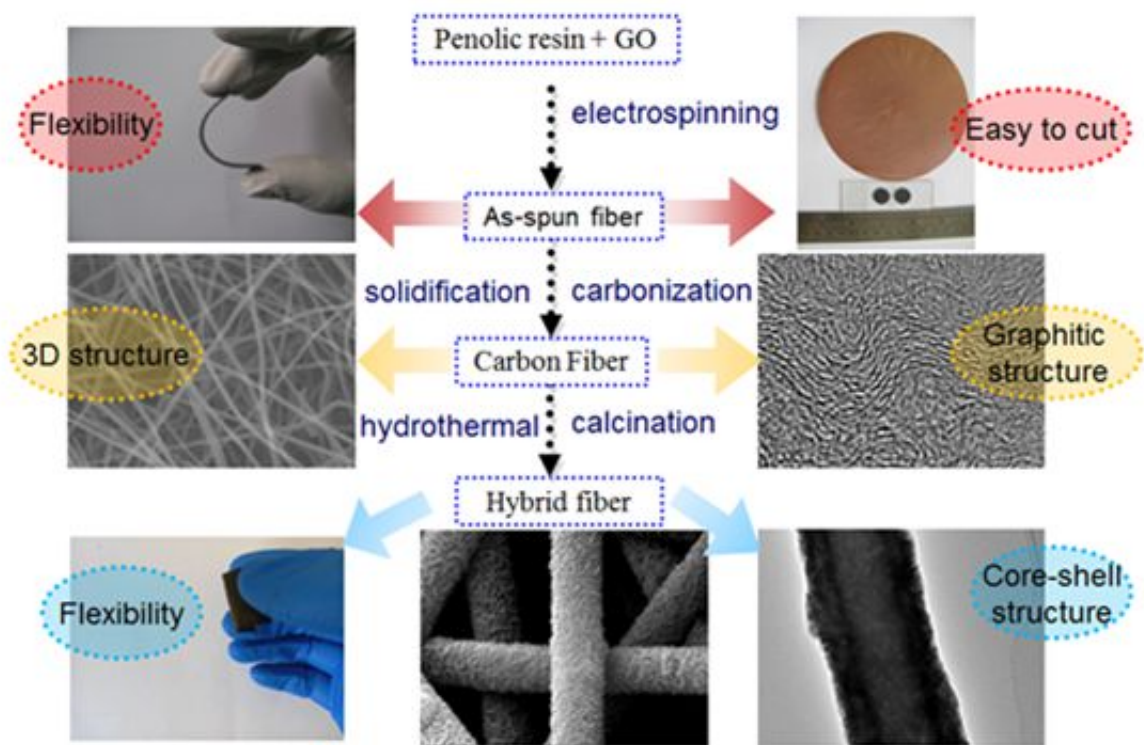 Penolic resin + GO
Flexibility
electrospinning
Easy to cut
As-spun fiber
solidification
carbonization
3D structure
Carbon Fiber
Graphitic
structure
hydrothermal
calcination
Hybrid fiber
Flexibility
Core-shell
structure